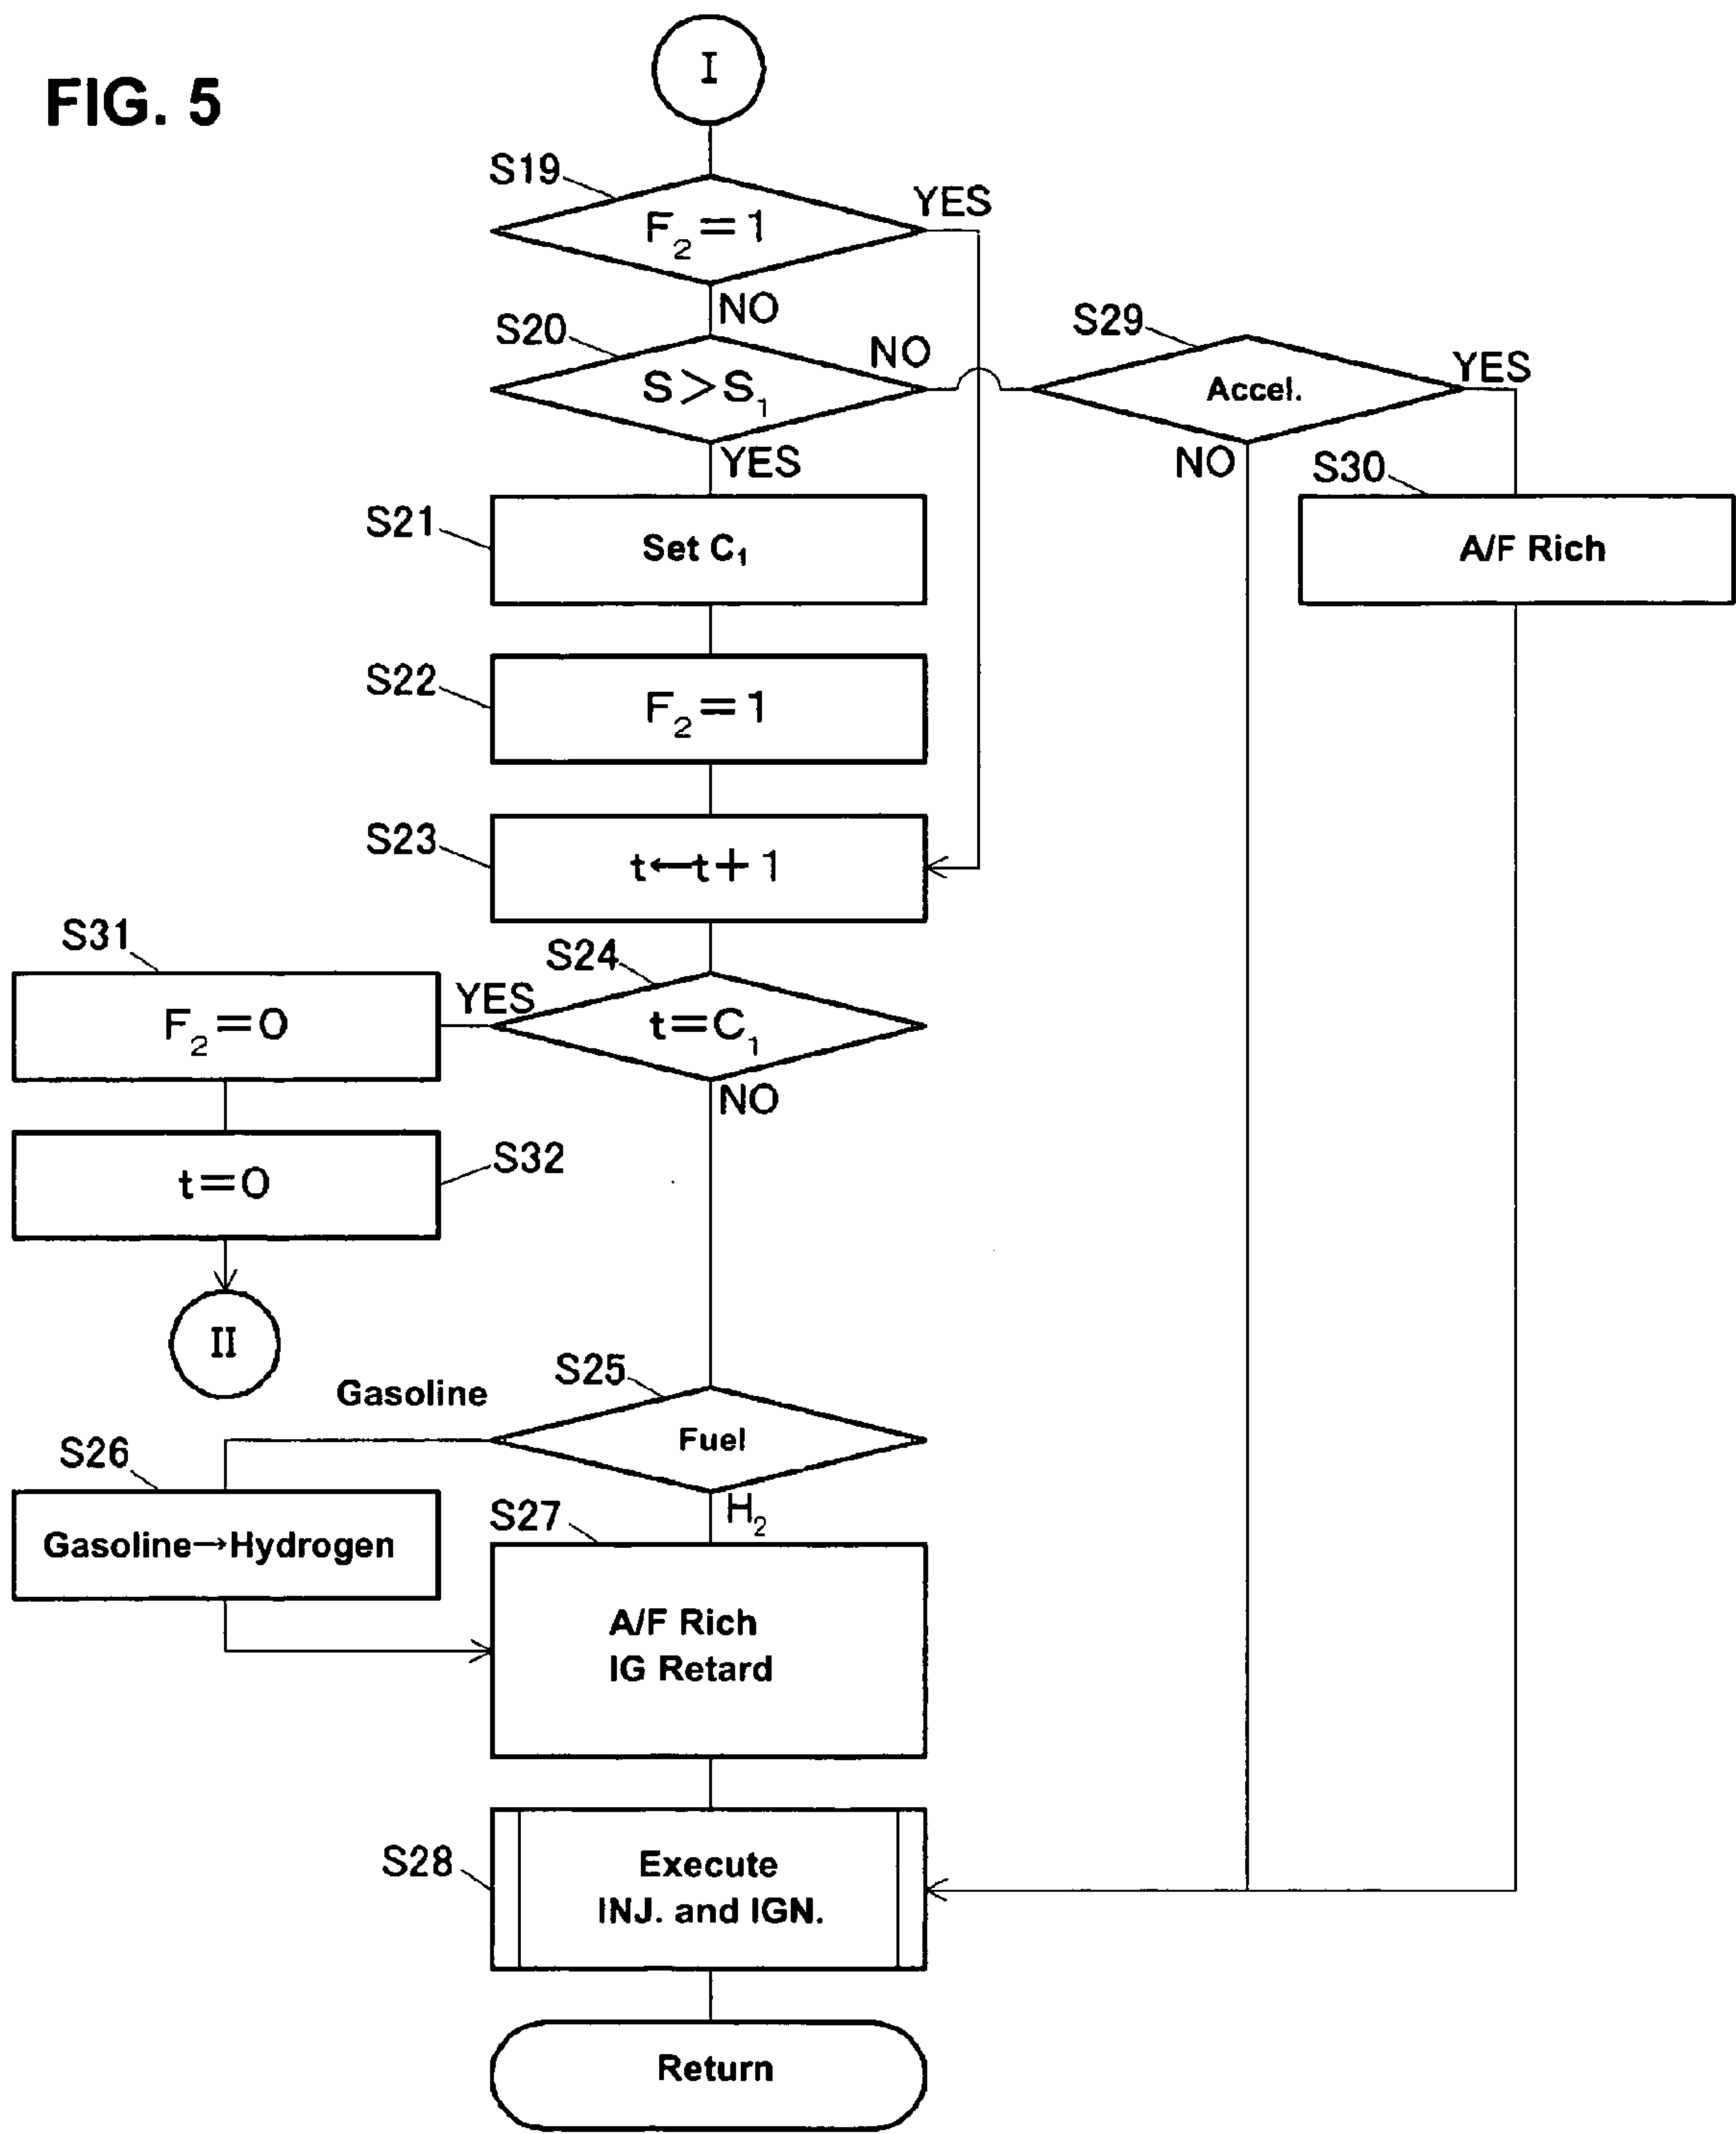 FIG. 5
I
S19
F₂=1
YES
NO
S20
S>S₁
NO
YES
S29
Accel.
YES
NO
S30
A/F Rich
S21
Set C₁
S22
F₂=1
S23
t←t+1
S24
t=C₁
YES
NO
S31
F₂=0
S32
t=0
II
S25
Fuel
Gasoline
H₂
S26
Gasoline→Hydrogen
S27
A/F Rich
IG Retard
S28
Execute
INJ. and IGN.
Return